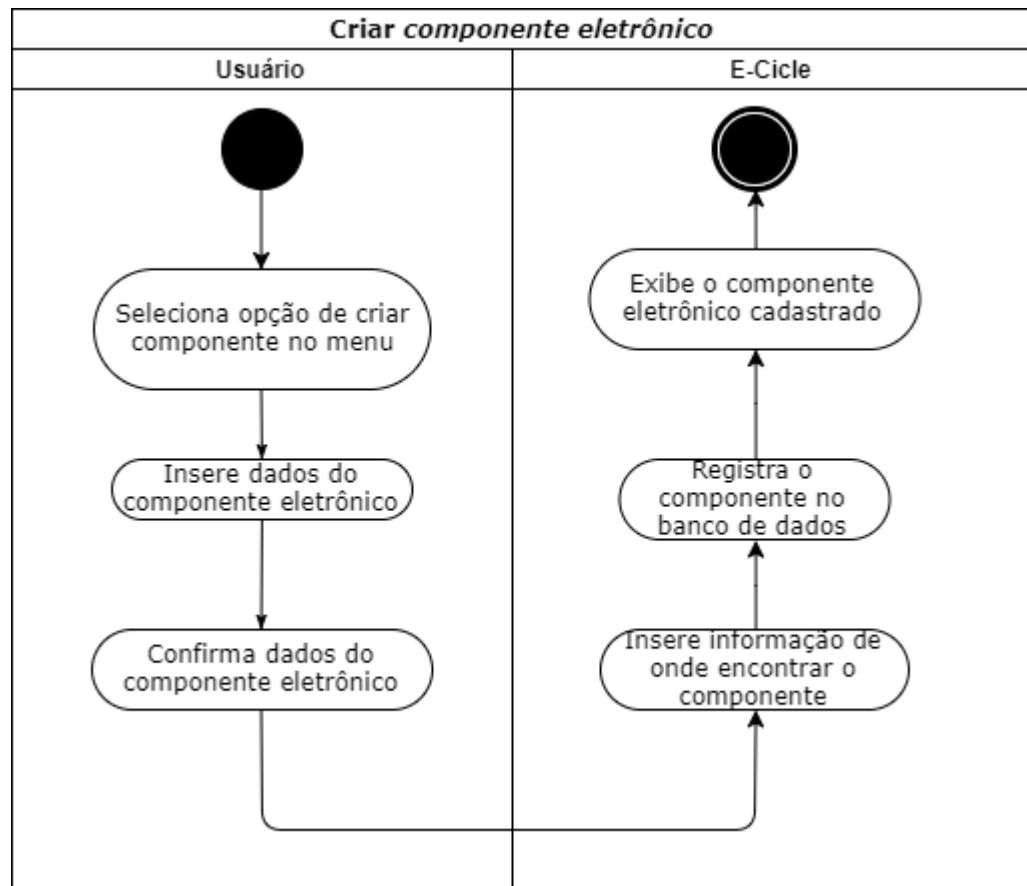 Criar componente eletrônico
Usuário
E-Cicle
Seleciona opção de criar
componente no menu
Insere dados do
componente eletrônico
Confirma dados do
componente eletrônico
Insere informação de
onde encontrar o
componente
Registra o
componente no
banco de dados
Exibe o componente
eletrônico cadastrado